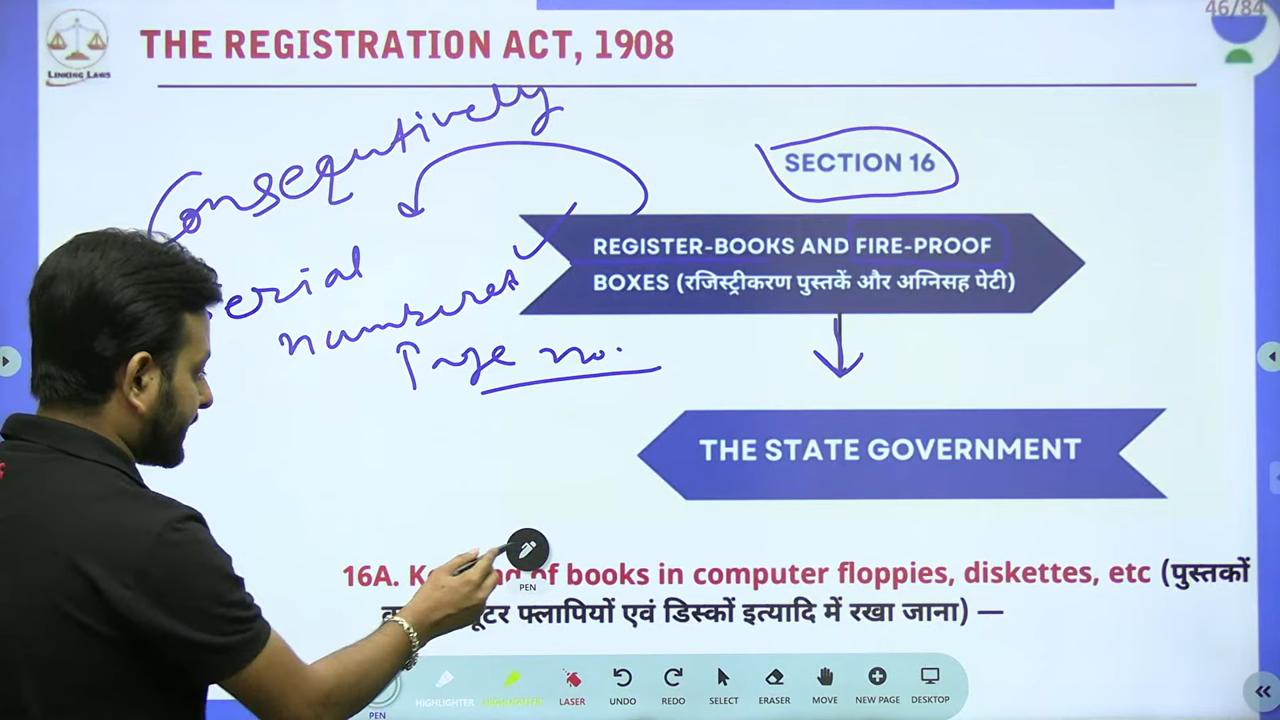 46/84
LINKING LAWS
THE REGISTRATION ACT, 1908
Consequtively
SECTION 16
REGISTER-BOOKS AND FIRE-PROOF
BOXES (रजिस्ट्रीकरण पुस्तकें और अग्निसह पेटी)
erial
numberes
Page no.
THE STATE GOVERNMENT
PEN
16A. of books in computer floppies, diskettes, etc (पुस्तकों
फ्लापियों एवं डिस्कों इत्यादि में रखा जाना) —
PEN
HIGHLIGHTER
HIGHLIGHTER
LASER
UNDO
REDO
SELECT
ERASER
MOVE
NEW PAGE
DESKTOP